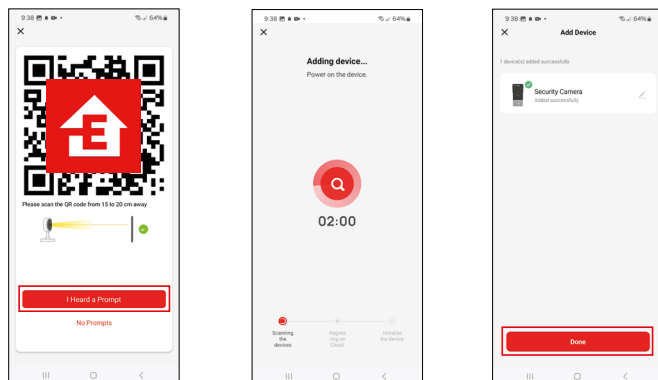 9:38
64%
Please scan the QR code from 15 to 20 cm away
I Heard a Prompt
No Prompts
9:38
64%
Adding device...
Power on the device.
02:00
Scanning
the
devices
Registe
ring on
Cloud
Initialize
the device
9:38
64%
Add Device
1 device(s) added successfully
Security Camera
Added successfully
Done